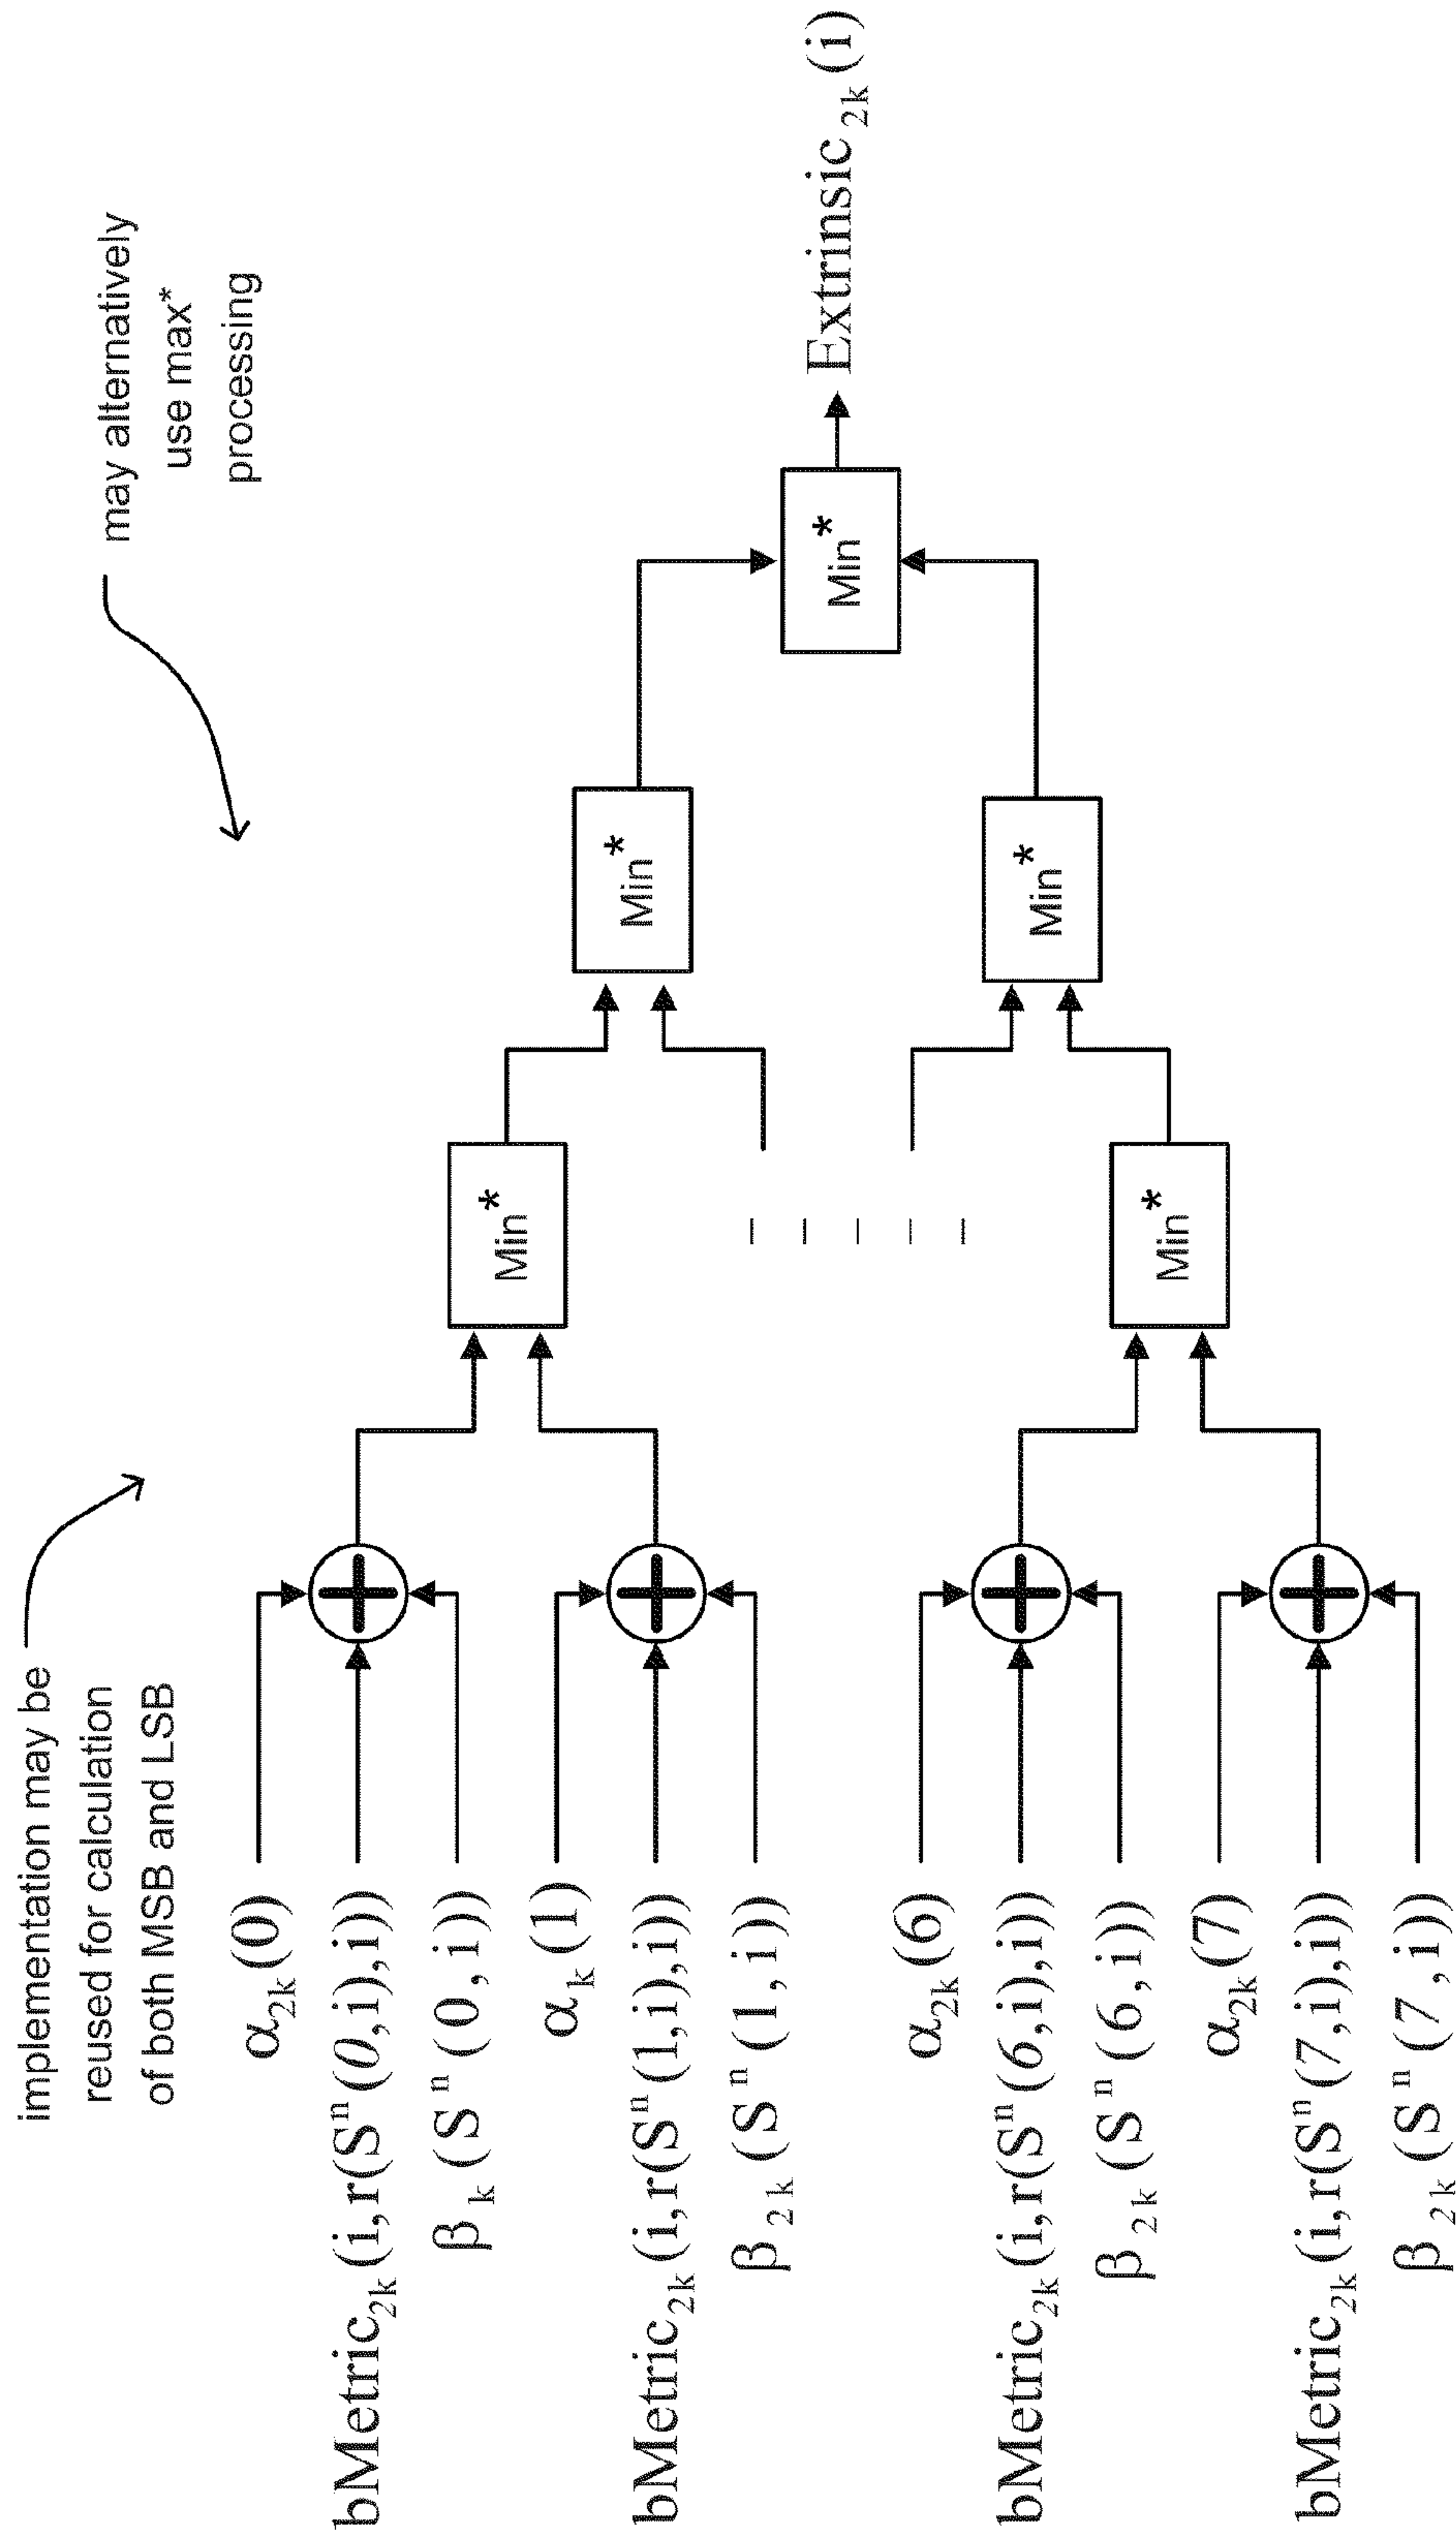 implementation may be
reused for calculation
of both MSB and LSB
may alternatively
use max*
processing
α₂ₖ(0)
bMetric₂ₖ(i,r(Sⁿ(0,i),i))
βₖ(Sⁿ(0,i))
αₖ(1)
bMetric₂ₖ(i,r(Sⁿ(1,i),i))
β₂ₖ(Sⁿ(1,i))
α₂ₖ(6)
bMetric₂ₖ(i,r(Sⁿ(6,i),i))
β₂ₖ(Sⁿ(6,i))
α₂ₖ(7)
bMetric₂ₖ(i,r(Sⁿ(7,i),i))
β₂ₖ(Sⁿ(7,i))
Min*
Min*
Min*
Min*
Min*
Extrinsic₂ₖ(i)